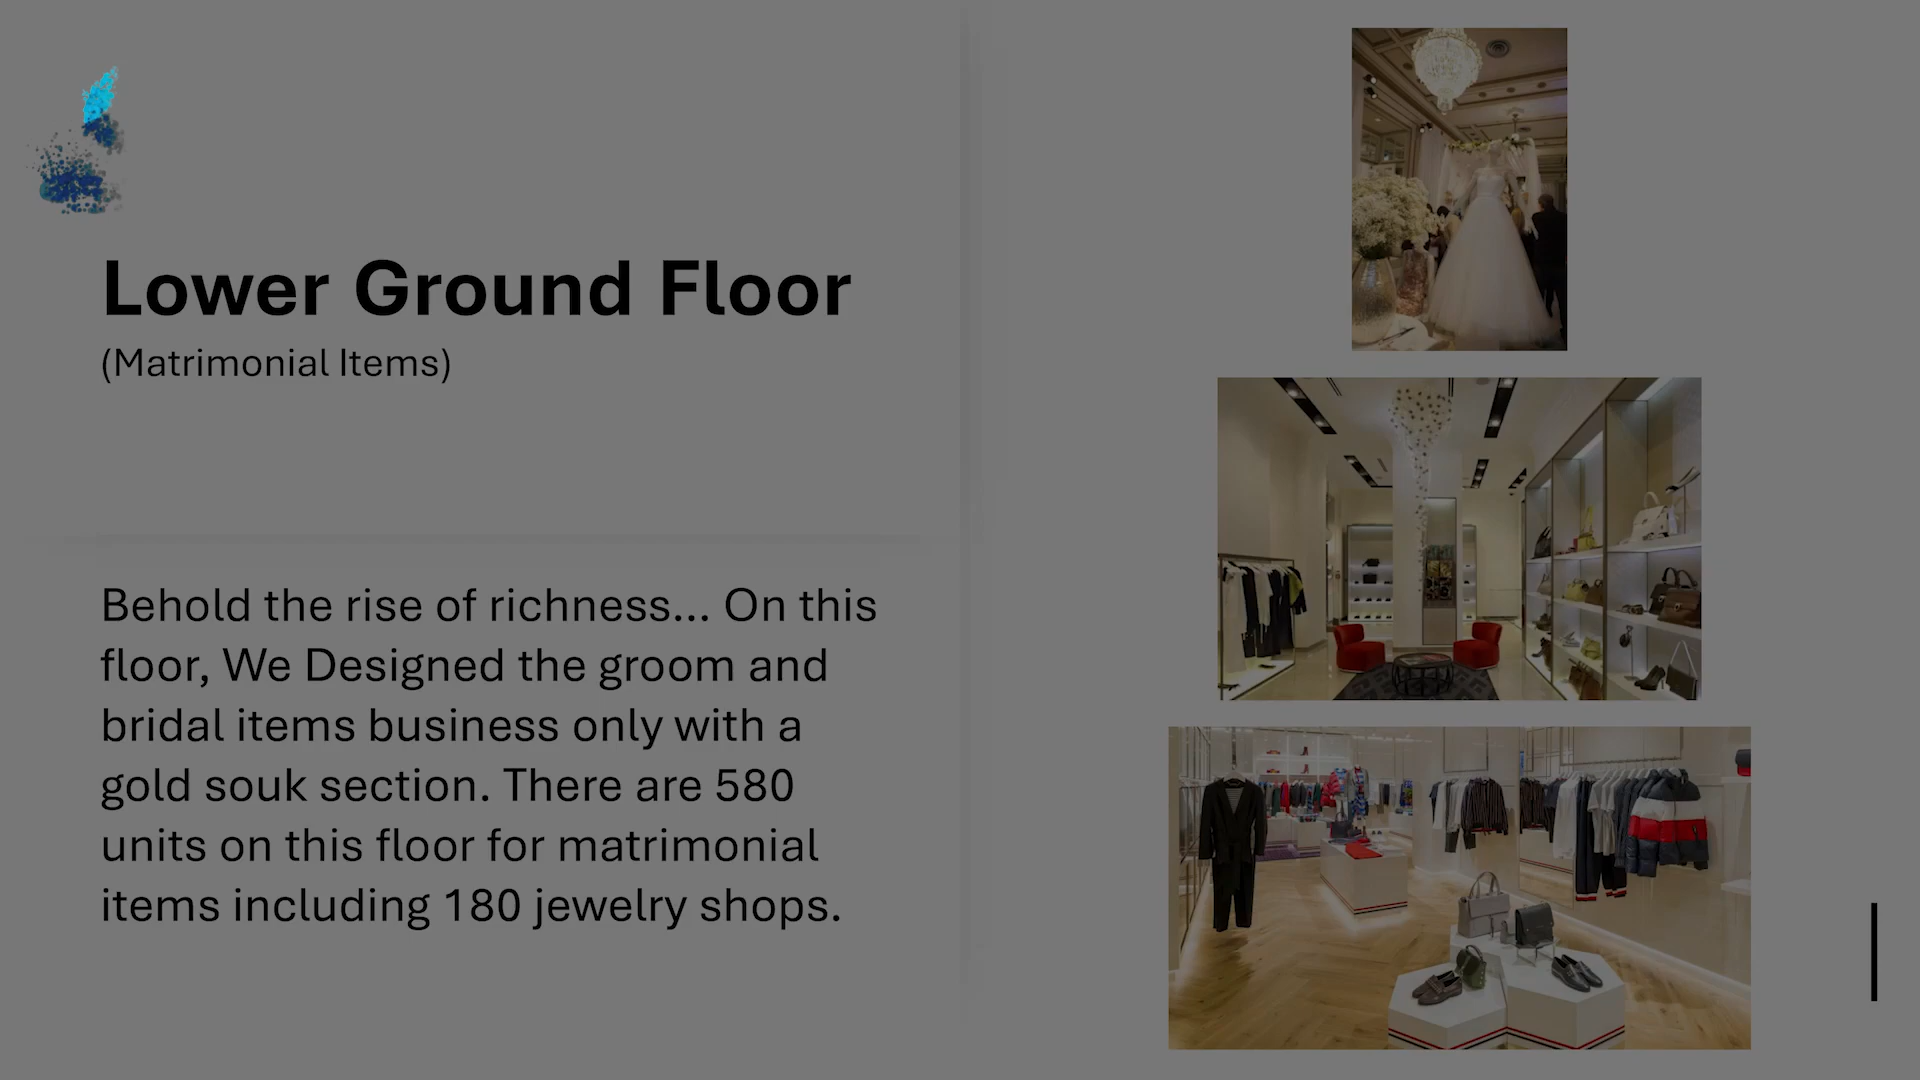 Lower Ground Floor
(Matrimonial Items)
Behold the rise of richness... On this
floor, We Designed the groom and
bridal items business only with a
gold souk section. There are 580
units on this floor for matrimonial
items including 180 jewelry shops.